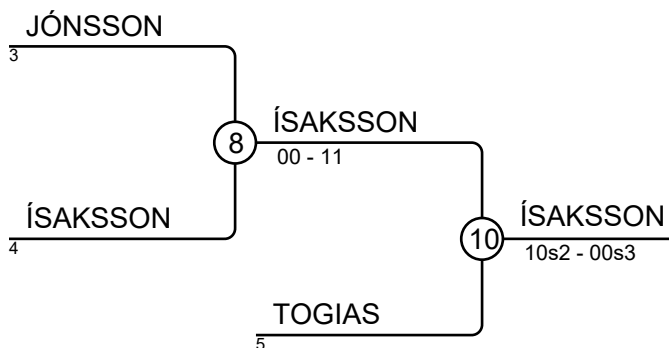 JÓNSSON
3
8
ÍSAKSSON
00 - 11
ÍSAKSSON
4
10
ÍSAKSSON
10s2 - 00s3
TOGIAS
5